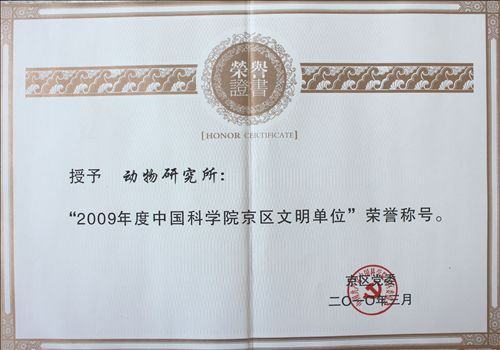 榮譽
證書
[HONOR CERTIFICATE]
授予 动物研究所：
“2009年度中国科学院京区文明单位”荣誉称号。
京区党委
二〇一〇年三月